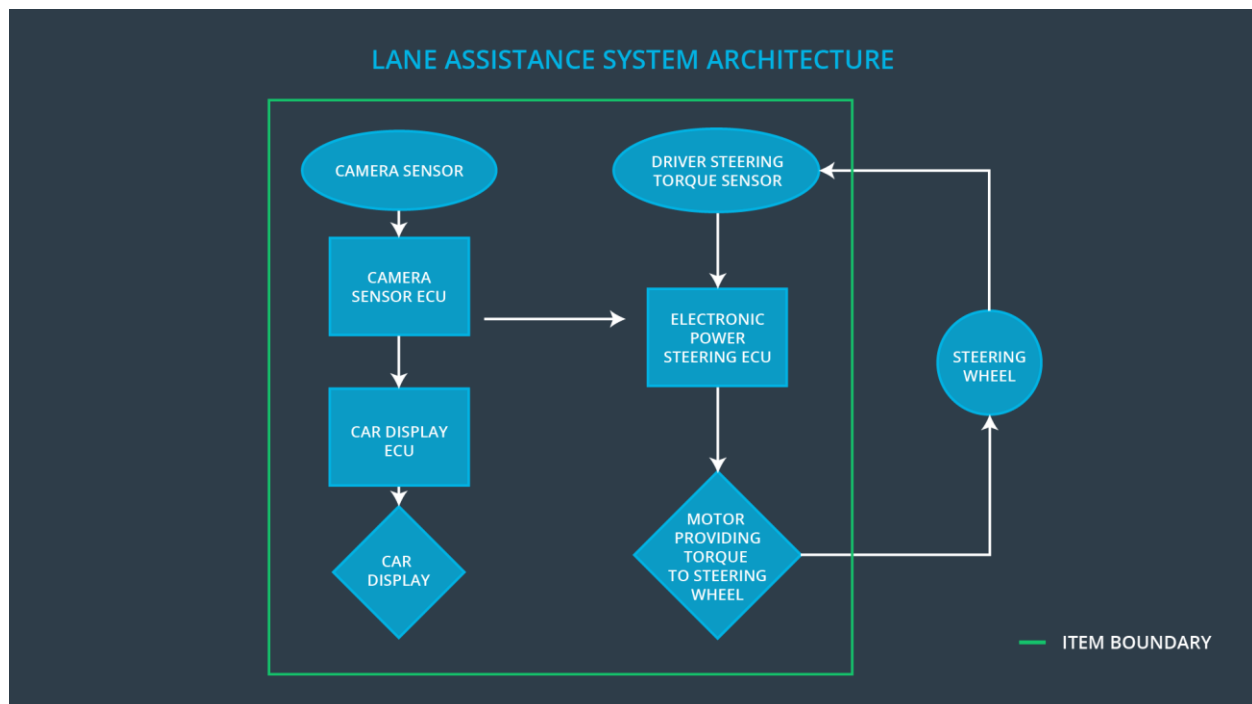 LANE ASSISTANCE SYSTEM ARCHITECTURE
CAMERA SENSOR
CAMERA
SENSOR ECU
CAR DISPLAY
ECU
CAR
DISPLAY
DRIVER STEERING
TORQUE SENSOR
ELECTRONIC
POWER
STEERING ECU
MOTOR
PROVIDING
TORQUE
TO STEERING
WHEEL
STEERING
WHEEL
ITEM BOUNDARY